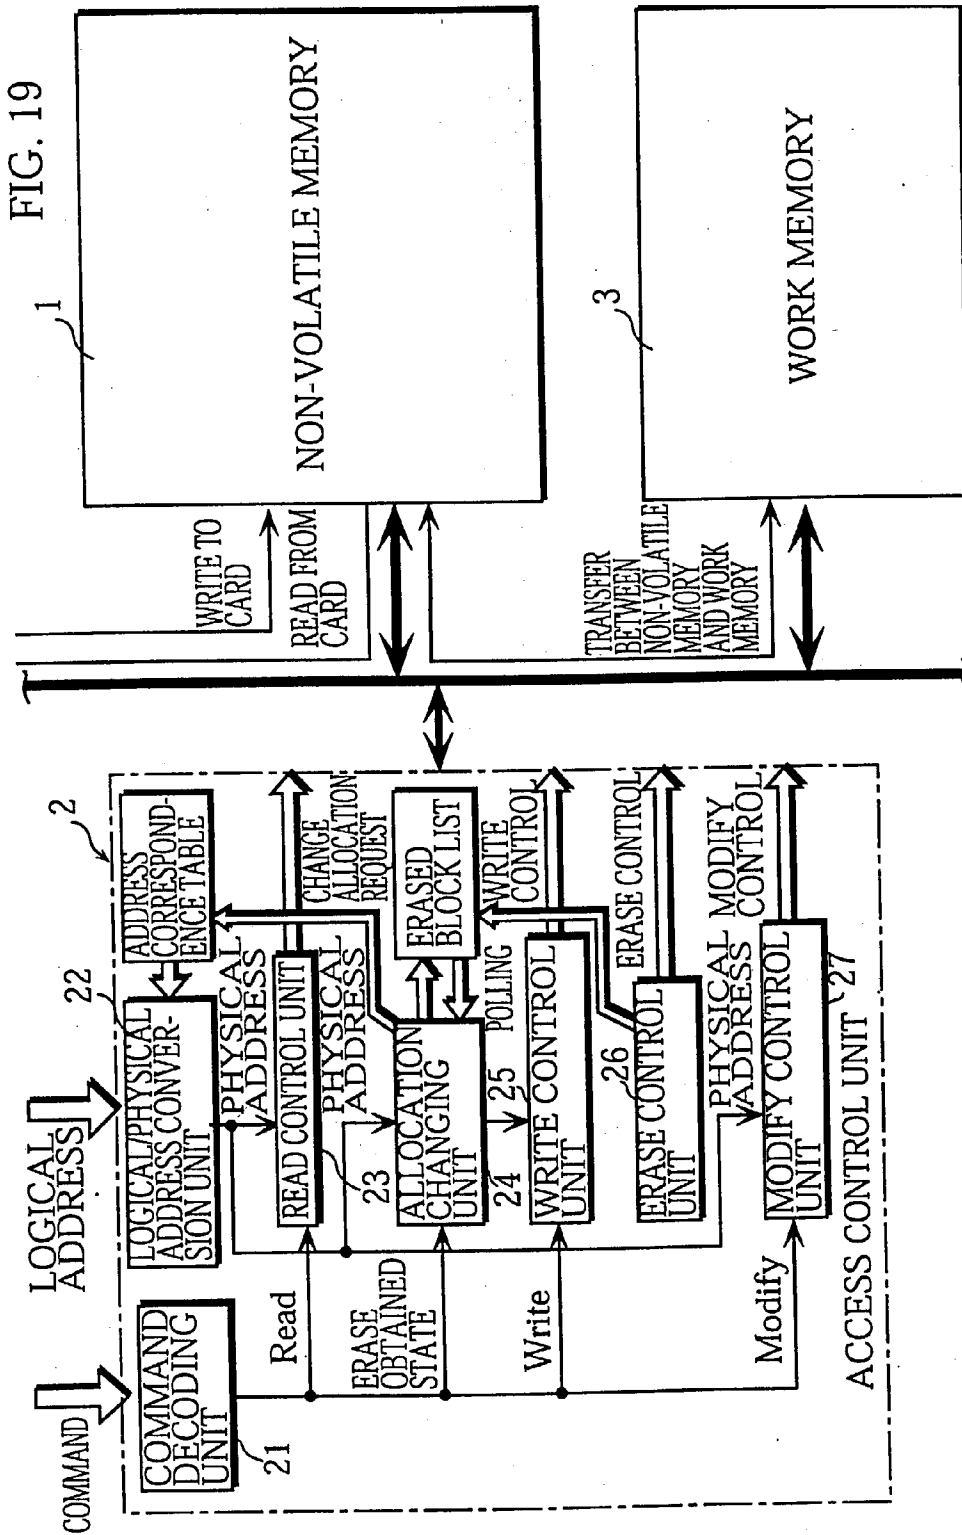 FIG. 19
COMMAND
LOGICAL
ADDRESS
2
COMMAND
DECODING
UNIT
21
LOGICAL/PHYSICAL
ADDRESS CONVER-
SION UNIT
22
ADDRESS
CORRESPOND-
ENCE TABLE
PHYSICAL
ADDRESS
Read
READ CONTROL UNIT
23
CHANGE
ALLOCATION
REQUEST
PHYSICAL
ADDRESS
ERASE
OBTAINED
STATE
ALLOCATION
CHANGING
UNIT
24
ERASED
BLOCK LIST
POLLING
WRITE
CONTROL
Write
25
WRITE CONTROL
UNIT
26
ERASE CONTROL
UNIT
ERASE CONTROL
PHYSICAL
ADDRESS
MODIFY
CONTROL
Modify
MODIFY CONTROL
UNIT
27
ACCESS CONTROL UNIT
WRITE TO
CARD
READ FROM
CARD
1
NON-VOLATILE MEMORY
TRANSFER
BETWEEN
NON-VOLATILE
MEMORY
AND WORK
MEMORY
3
WORK MEMORY